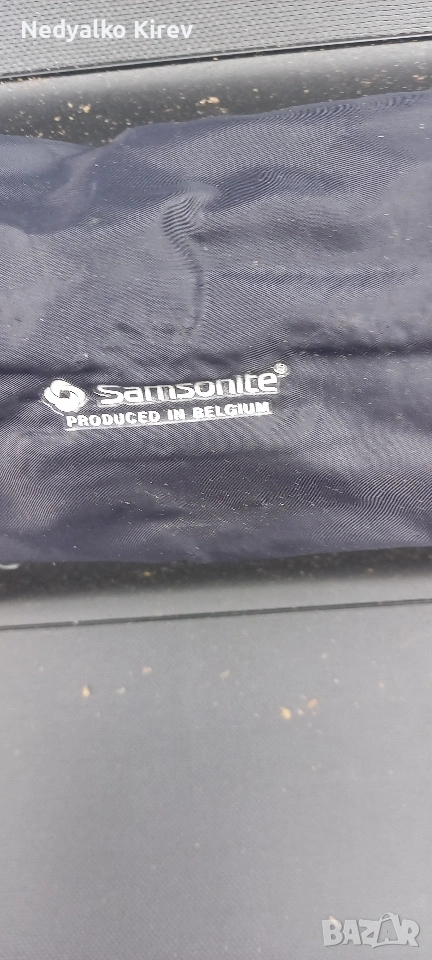 Nedyalko Kirev
Samsonite®
PRODUCED IN BELGIUM
BAZAR